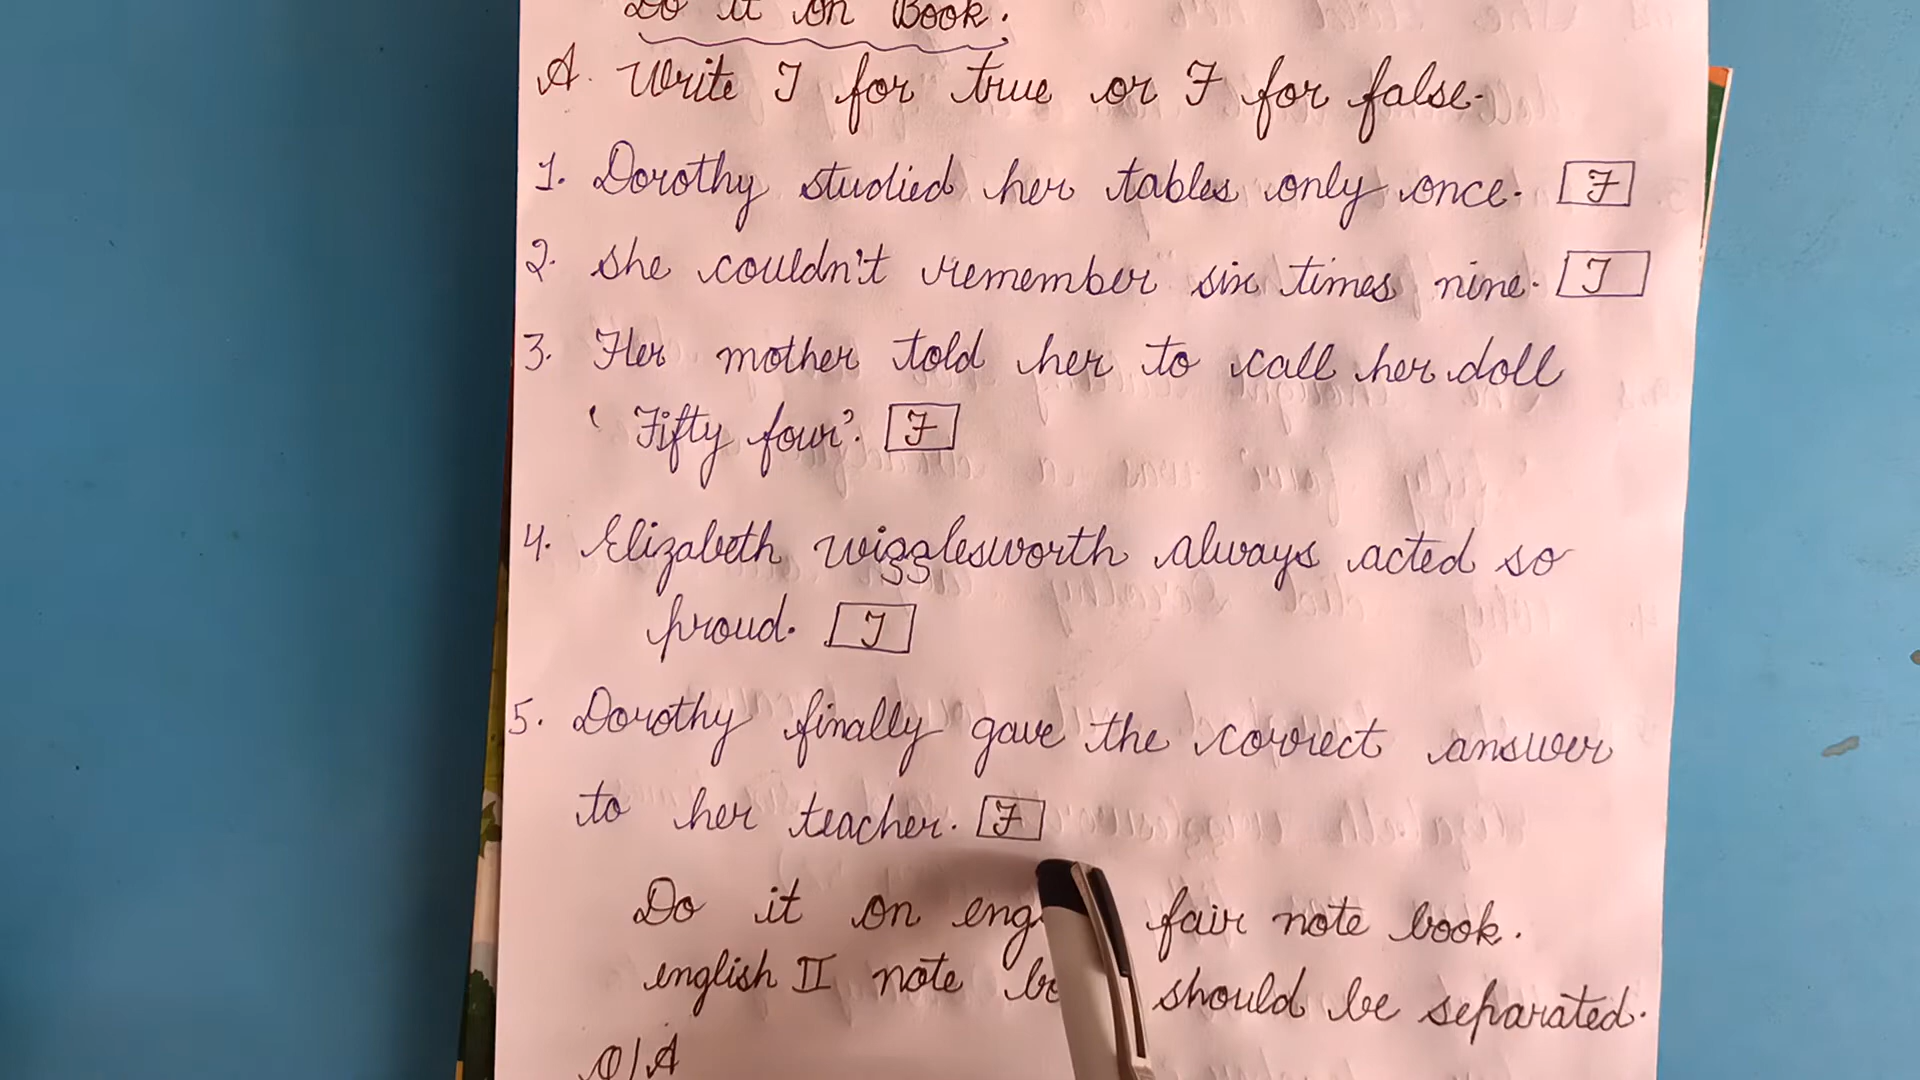 Do it on Book.
A. Write T for true or F for false.
1. Dorothy studied her tables only once. F
2. She couldn't remember six times nine. T
3. Her mother told her to call her doll
'Fifty four'. F
4. Elizabeth wigglesworth always acted so
proud. T
5. Dorothy finally gave the correct answer
to her teacher. F
Do it on eng fair note book.
english II note bo should be separated.
Q/A